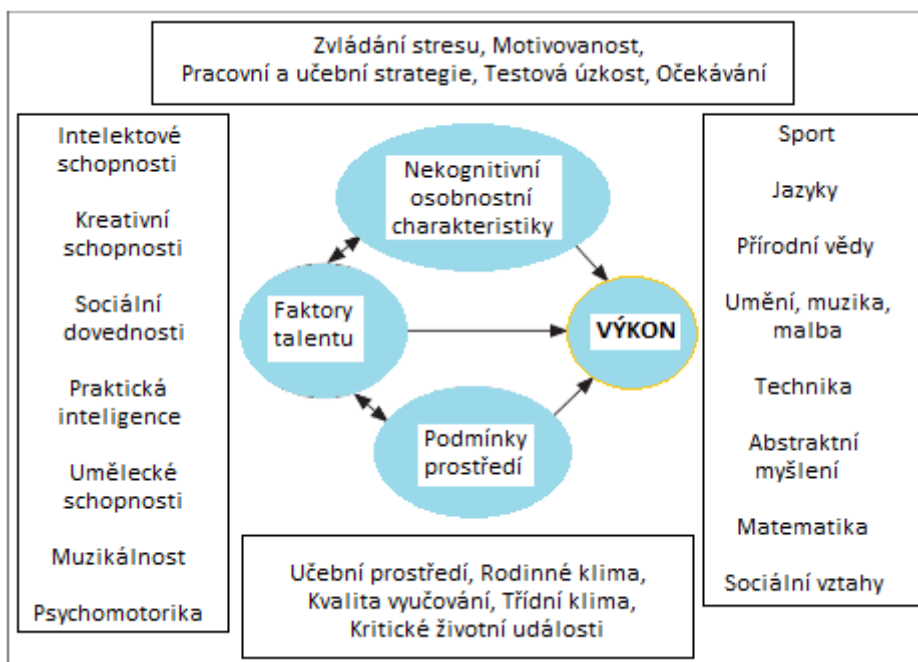 Zvládání stresu, Motivovanost,
Pracovní a učební strategie, Testová úzkost, Očekávání
Intelektové
schopnosti
Kreativní
schopnosti
Sociální
dovednosti
Praktická
inteligence
Umělecké
schopnosti
Muzikálnost
Psychomotorika
Nekognitivní
osobnostní
charakteristiky
Faktory
talentu
VÝKON
Podmínky
prostředí
Sport
Jazyky
Přírodní vědy
Umění, muzika,
malba
Technika
Abstraktní
myšlení
Matematika
Sociální vztahy
Učební prostředí, Rodinné klima,
Kvalita vyučování, Třídní klima,
Kritické životní události